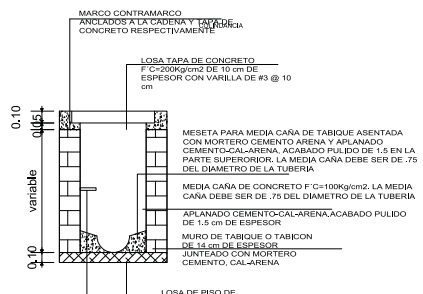 MARCO CONTRAMARCO
ANCLADOS A LA CADENA Y TAPA DE
COLINDANCIA
CONCRETO RESPECTIVAMENTE
LOSA TAPA DE CONCRETO
F´C=200Kg/cm2 DE 10 cm DE
ESPESOR CON VARILLA DE #3 @ 10
cm
0.10
0.05
MESETA PARA MEDIA CAÑA DE TABIQUE ASENTADA
CON MORTERO CEMENTO ARENA Y APLANADO
CEMENTO-CAL-ARENA, ACABADO PULIDO DE 1.5 EN LA
PARTE SUPERORIOR. LA MEDIA CAÑA DEBE SER DE .75
DEL DIAMETRO DE LA TUBERIA
variable
MEDIA CAÑA DE CONCRETO F´C=100Kg/cm2. LA MEDIA
CAÑA DEBE SER DE .75 DEL DIAMETRO DE LA TUBERIA
APLANADO CEMENTO-CAL-ARENA,ACABADO PULIDO
DE 1.5 cm DE ESPESOR
MURO DE TABIQUE O TABICON
DE 14 cm DE ESPESOR
JUNTEADO CON MORTERO
CEMENTO, CAL-ARENA
0.10
LOSA DE PISO DE